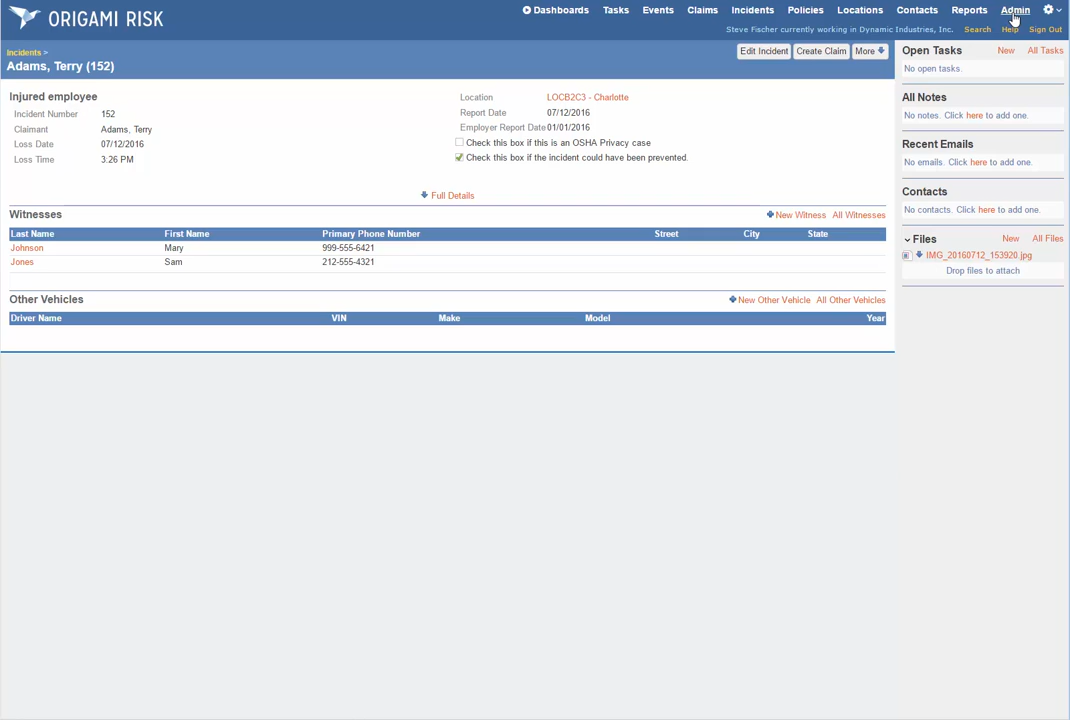 ORIGAMI RISK
Dashboards Tasks Events Claims Incidents Policies Locations Contacts Reports Admin
Steve Fischer currently working in Dynamic Industries, Inc. Search Help Sign Out
Incidents >
Adams, Terry (152)
Edit Incident Create Claim More
Injured employee
Incident Number 152
Claimant Adams, Terry
Loss Date 07/12/2016
Loss Time 3:26 PM
Location LOCB2C3 - Charlotte
Report Date 07/12/2016
Employer Report Date 01/01/2016
Check this box if this is an OSHA Privacy case
Check this box if the incident could have been prevented.
Full Details
Witnesses
New Witness All Witnesses
Last Name First Name Primary Phone Number Street City State
Johnson Mary 999-555-6421
Jones Sam 212-555-4321
Other Vehicles
New Other Vehicle All Other Vehicles
Driver Name VIN Make Model Year
Open Tasks New All Tasks
No open tasks.
All Notes
No notes. Click here to add one.
Recent Emails
No emails. Click here to add one.
Contacts
No contacts. Click here to add one.
Files New All Files
IMG_20160712_153920.jpg
Drop files to attach